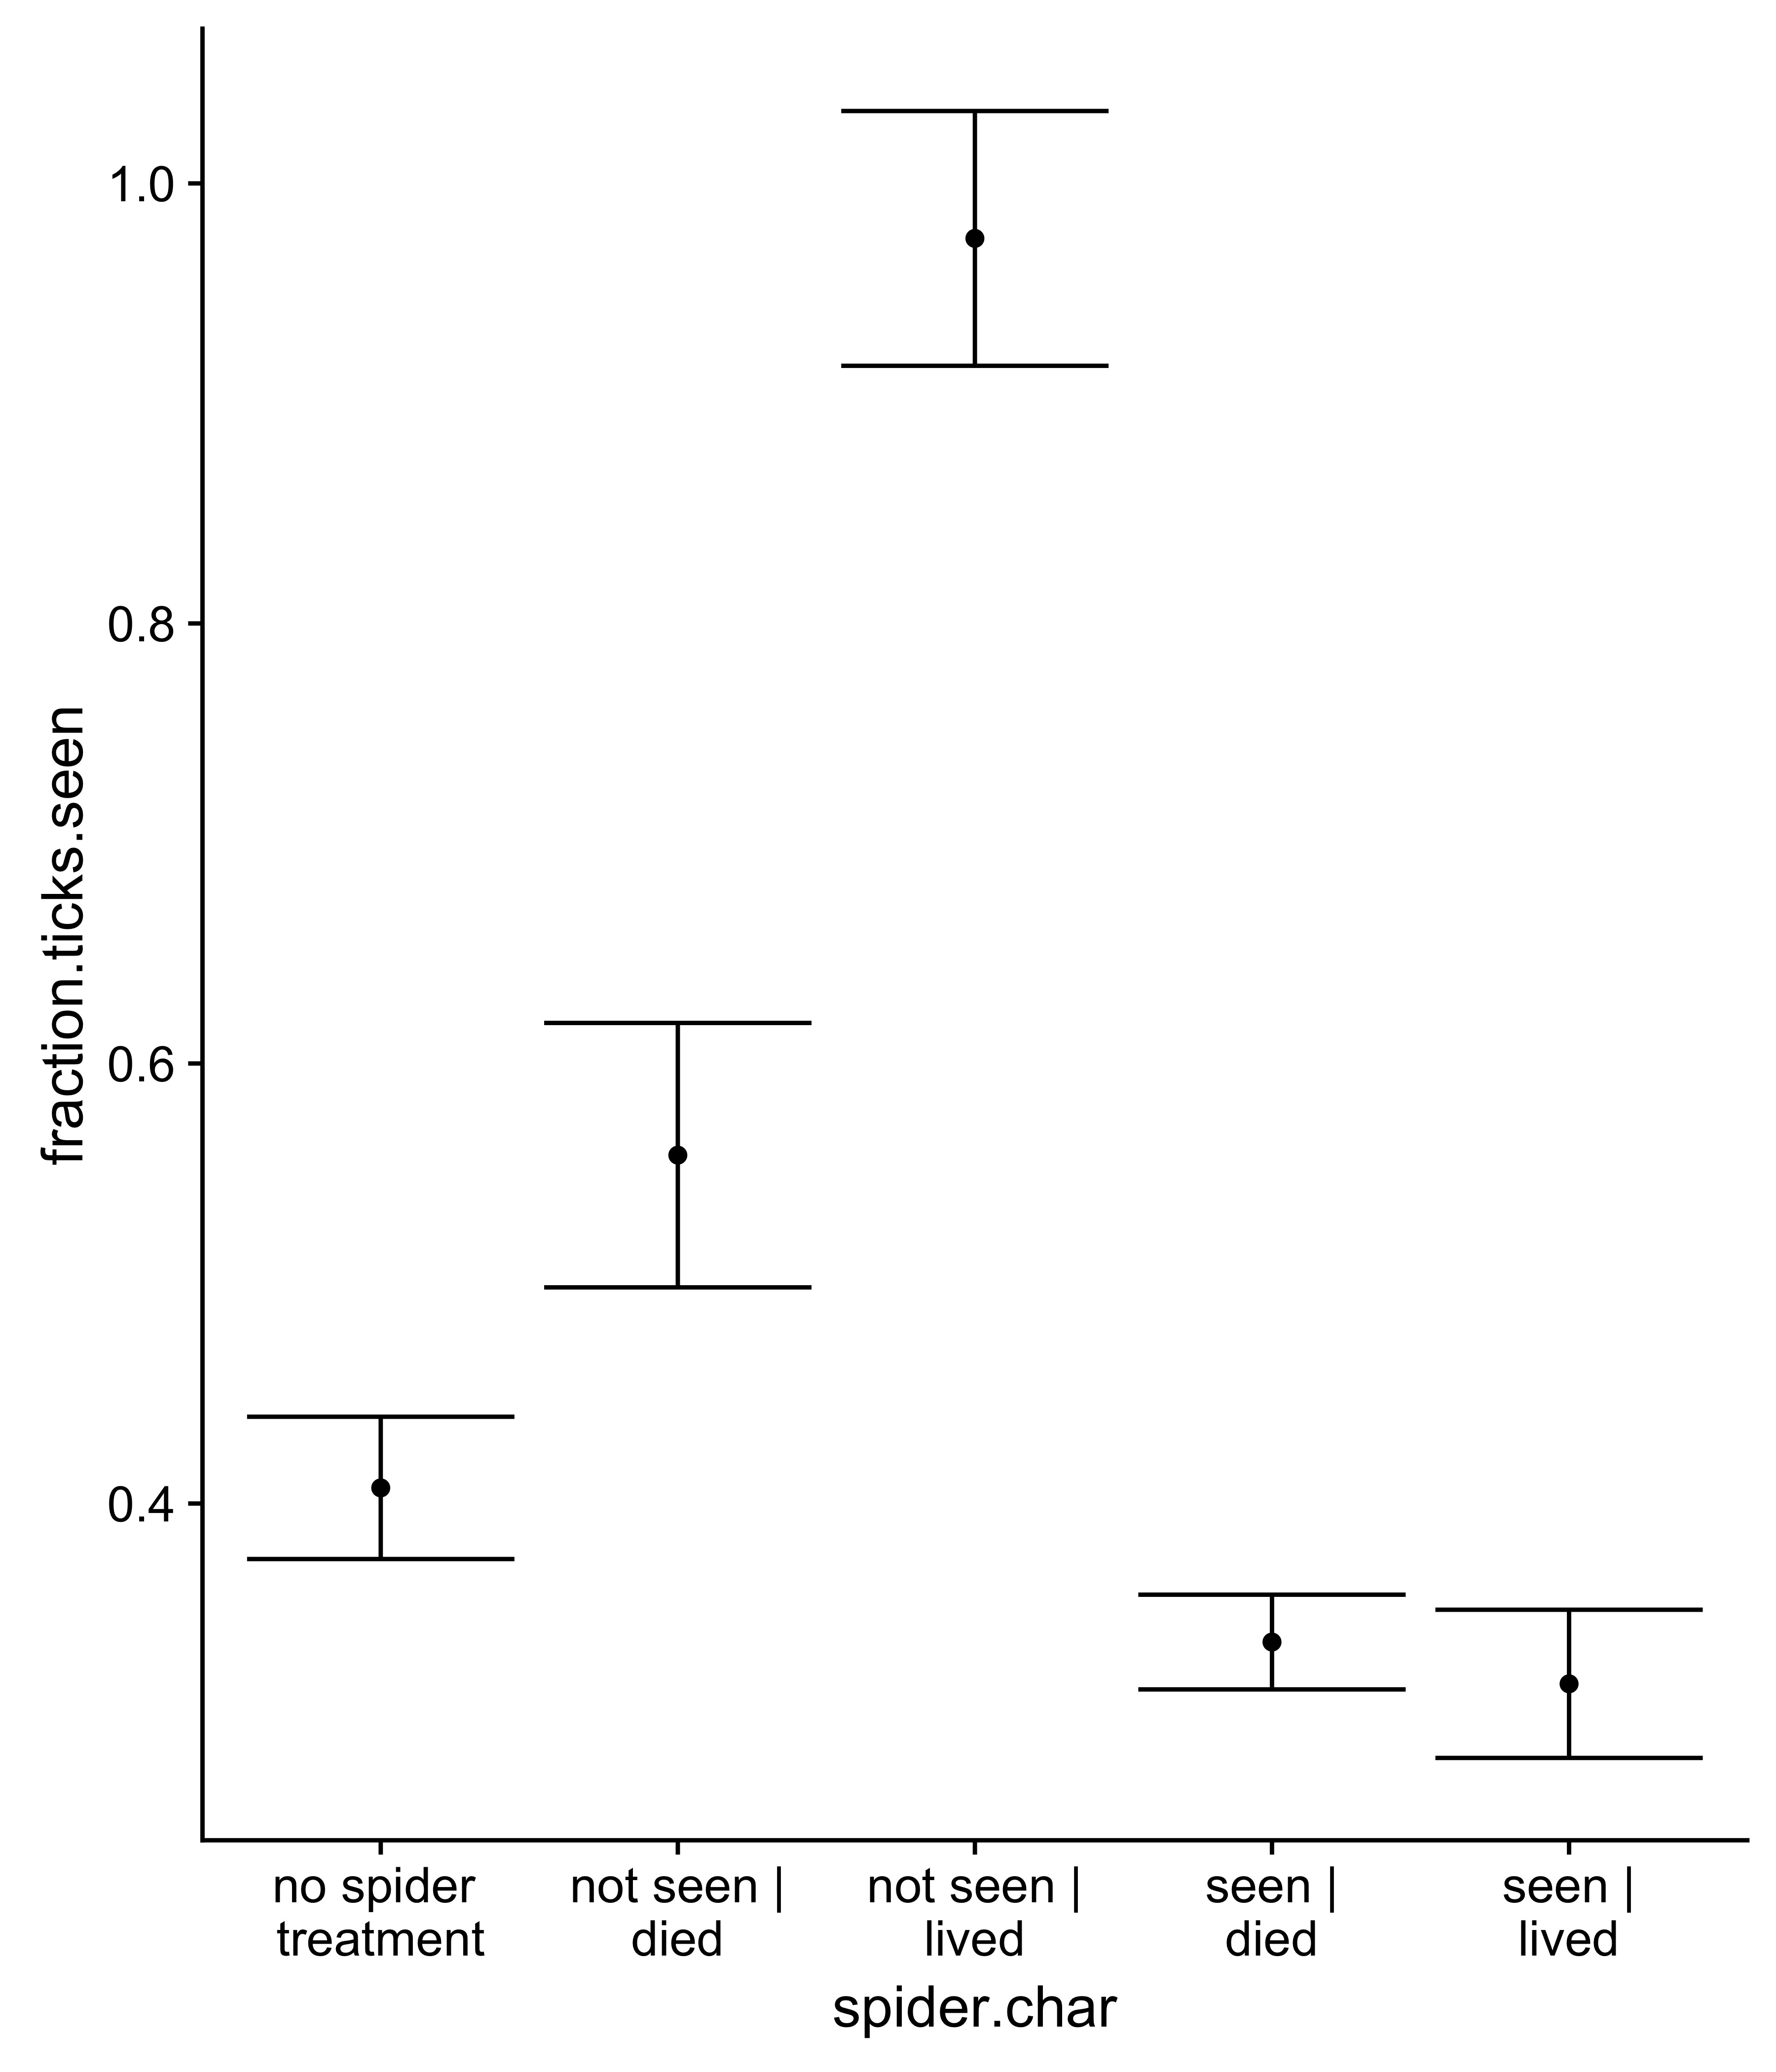 fraction.ticks.seen
1.0
0.8
0.6
0.4
no spider
treatment
not seen |
died
not seen |
lived
seen |
died
seen |
lived
spider.char